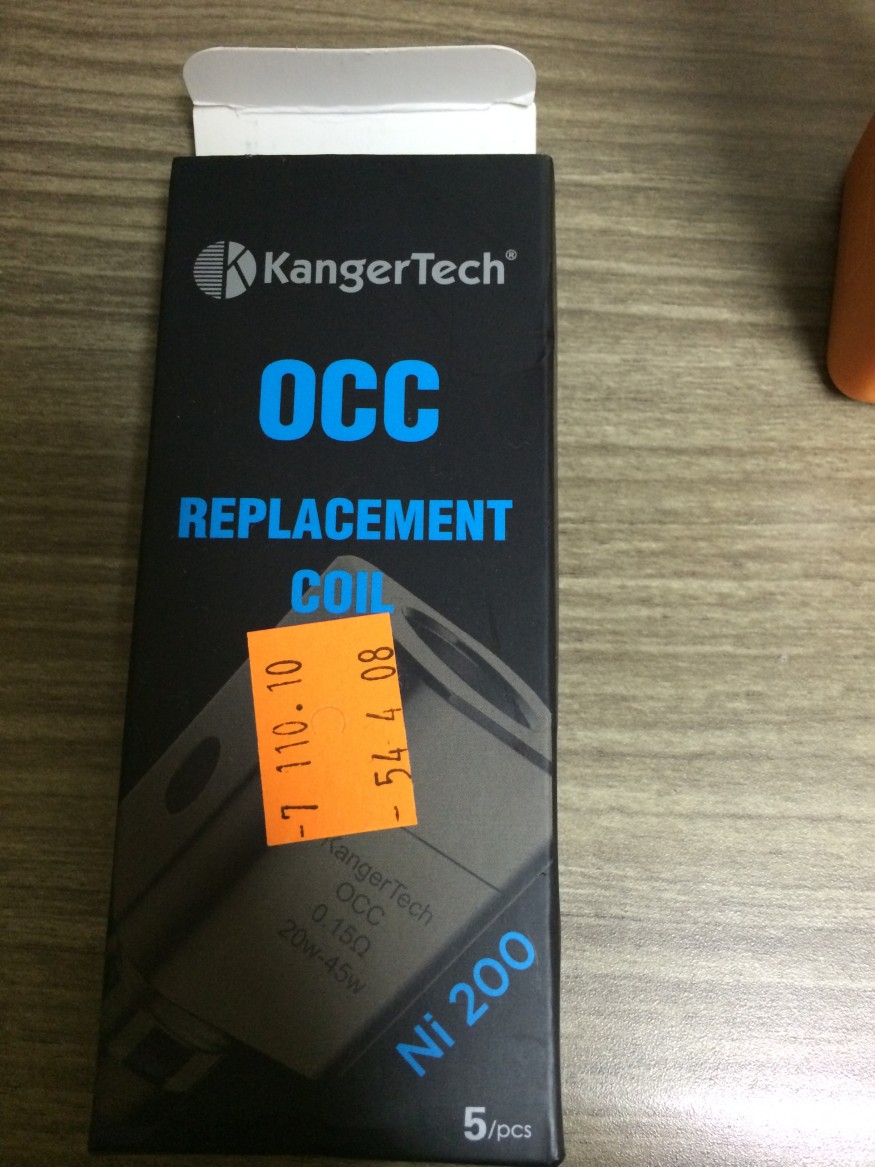 KangerTech®
OCC
REPLACEMENT
COIL
-7 110.10
- 54 4 08
KangerTech
OCC
0.15Ω
20w-45w
Ni 200
5/pcs